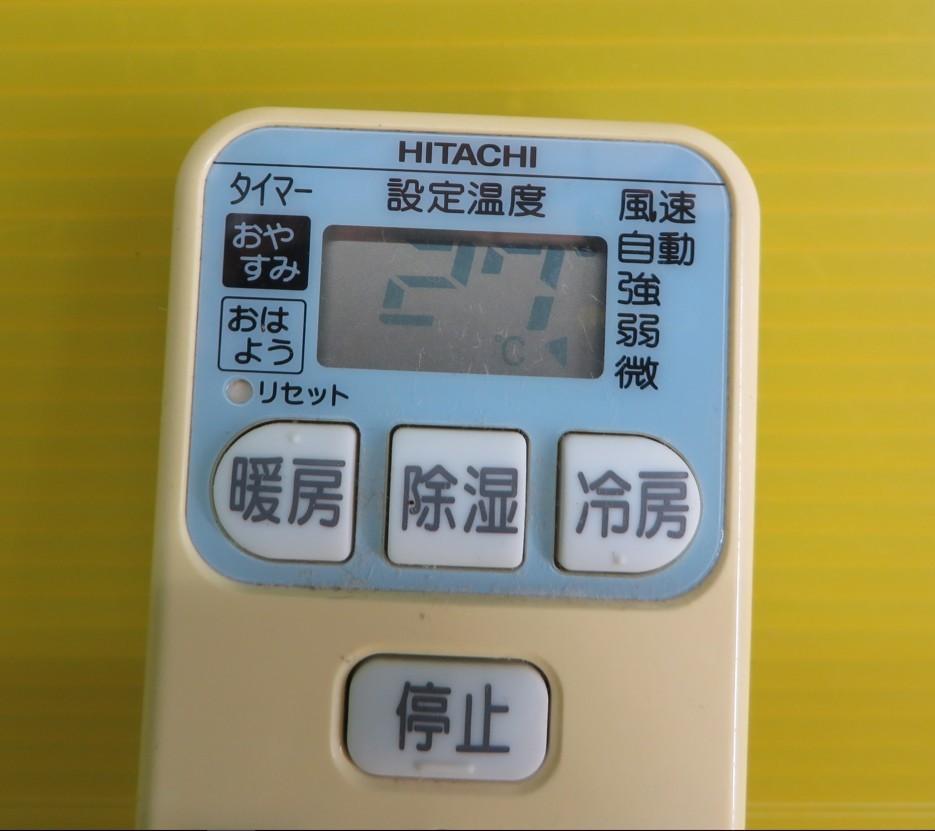 HITACHI
タイマー
設定温度
風速
おや
すみ
27
自動
強
おは
よう
弱
℃ ◀
微
リセット
暖房
除湿
冷房
停止